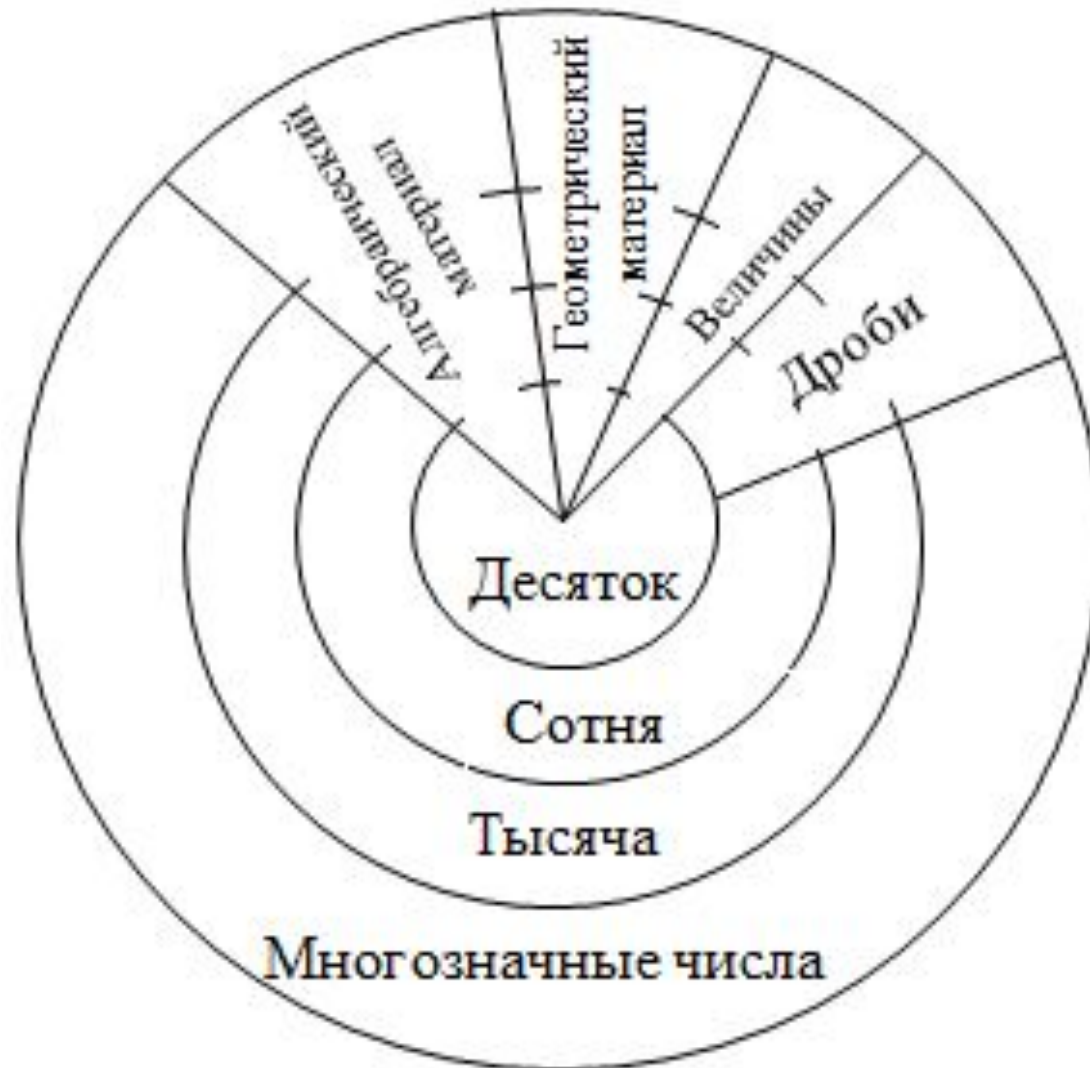 Алгебраический
материал
Геометрический
материал
Величины
Дроби
Десяток
Сотня
Тысяча
Многозначные числа